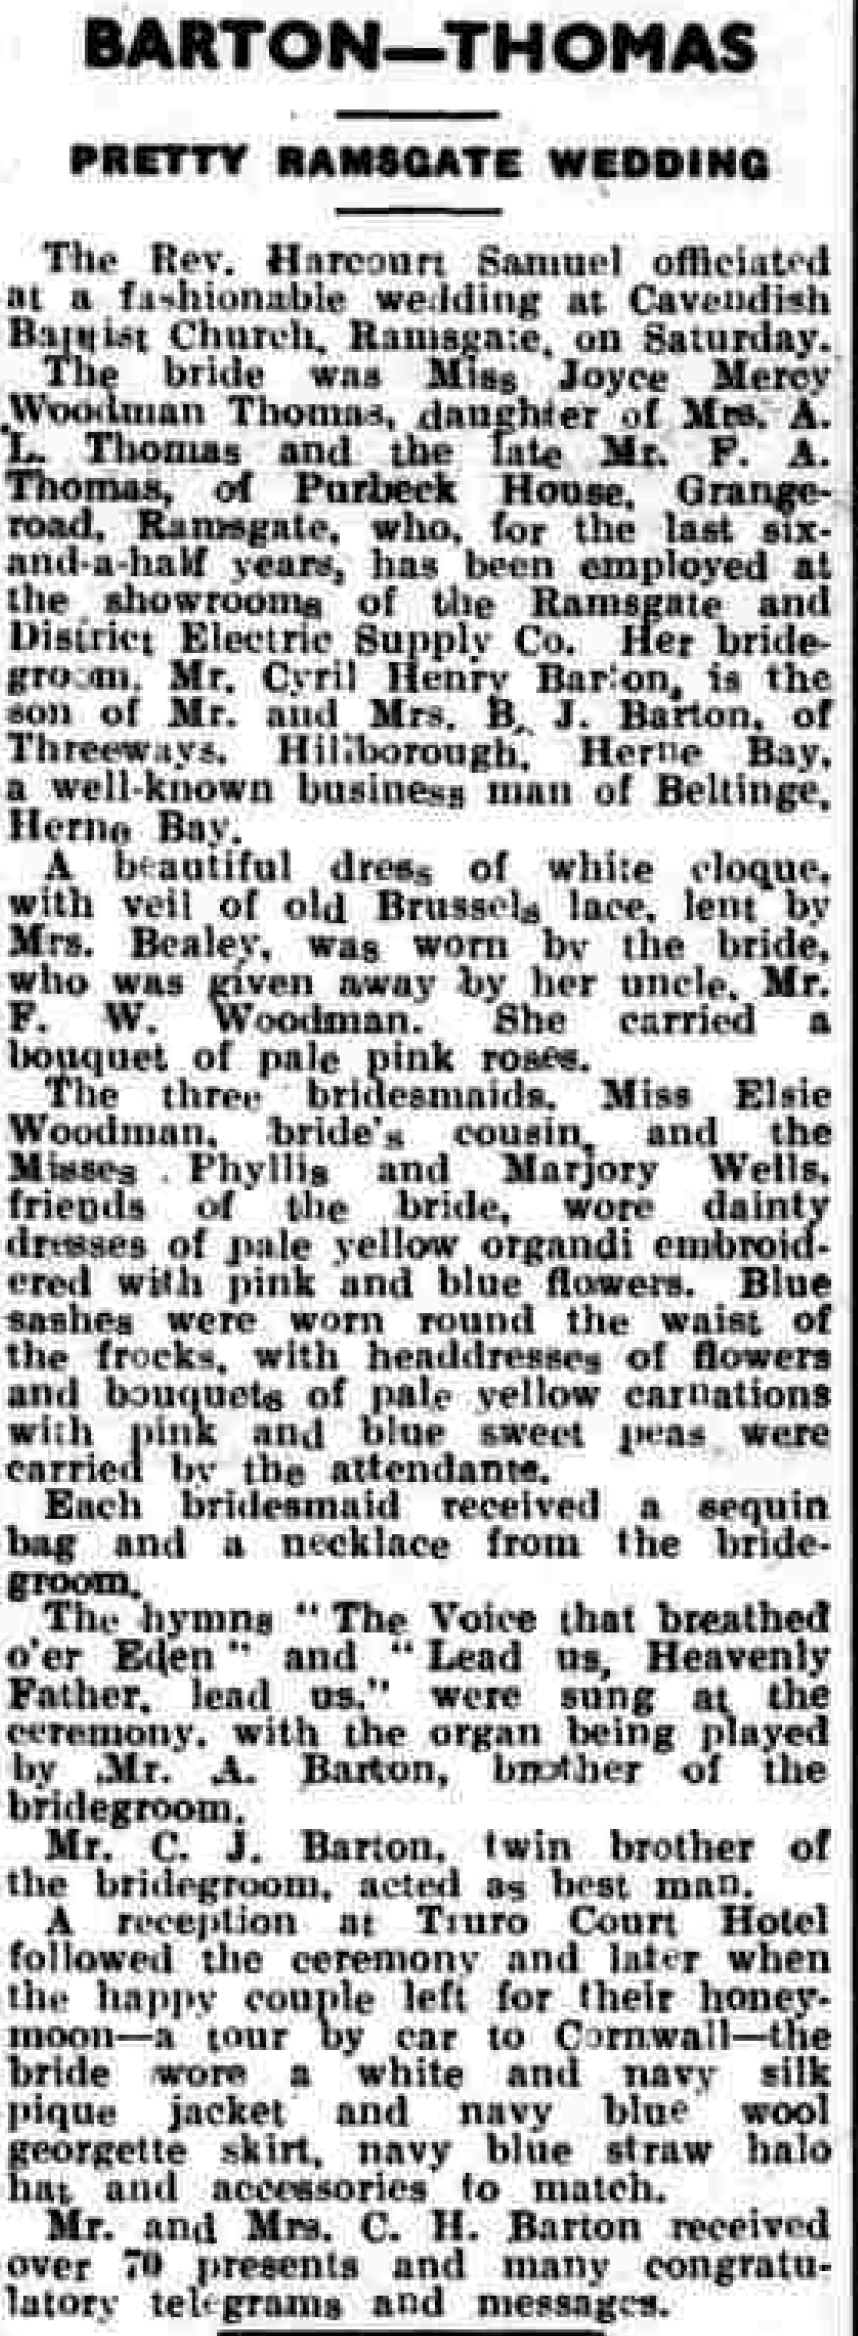 BARTON—THOMAS
PRETTY RAMSGATE WEDDING
The Rev. Harcourt Samuel officiated
at a fashionable wedding at Cavendish
Baptist Church, Ramsgate, on Saturday.
The bride was Miss Joyce Mercy
Woodman Thomas, daughter of Mrs. A.
L. Thomas and the late Mr. F. A.
Thomas, of Purbeck House, Grange-
road, Ramsgate, who, for the last six-
and-a-half years, has been employed at
the showrooms of the Ramsgate and
District Electric Supply Co. Her bride-
groom, Mr. Cyril Henry Barton, is the
son of Mr. and Mrs. B. J. Barton, of
Threeways, Hillborough, Herne Bay,
a well-known business man of Beltinge,
Herne Bay.
A beautiful dress of white cloque,
with veil of old Brussels lace, lent by
Mrs. Bealey, was worn by the bride,
who was given away by her uncle, Mr.
F. W. Woodman. She carried a
bouquet of pale pink roses.
The three bridesmaids, Miss Elsie
Woodman, bride's cousin, and the
Misses Phyllis and Marjory Wells,
friends of the bride, wore dainty
dresses of pale yellow organdi embroid-
ered with pink and blue flowers. Blue
sashes were worn round the waist of
the frocks, with headdresses of flowers
and bouquets of pale yellow carnations
with pink and blue sweet peas were
carried by the attendants.
Each bridesmaid received a sequin
bag and a necklace from the bride-
groom.
The hymns "The Voice that breathed
o'er Eden" and "Lead us, Heavenly
Father, lead us," were sung at the
ceremony, with the organ being played
by Mr. A. Barton, brother of the
bridegroom.
Mr. C. J. Barton, twin brother of
the bridegroom, acted as best man.
A reception at Truro Court Hotel
followed the ceremony and later when
the happy couple left for their honey-
moon—a tour by car to Cornwall—the
bride wore a white and navy silk
pique jacket and navy blue wool
georgette skirt, navy blue straw halo
hat and accessories to match.
Mr. and Mrs. C. H. Barton received
over 70 presents and many congratu-
latory telegrams and messages.